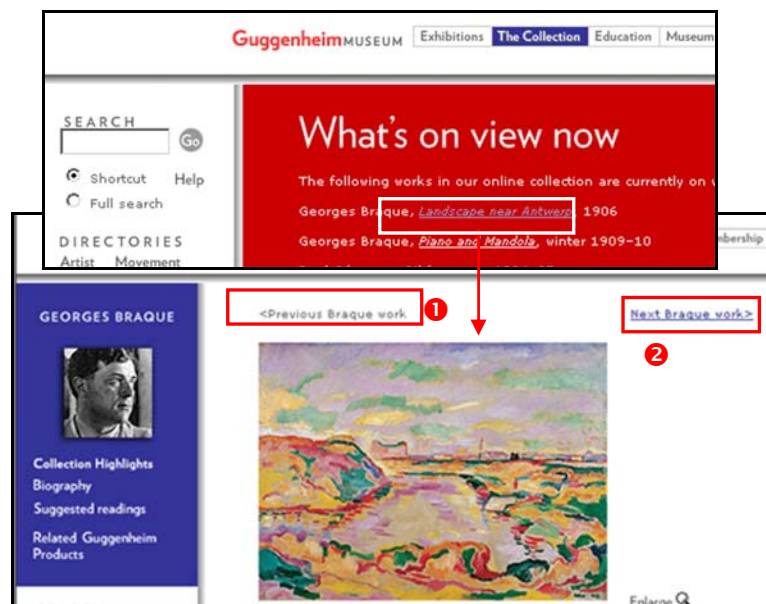 Guggenheim MUSEUM Exhibitions The Collection Education Museum
SEARCH
Go
Shortcut Help
Full search
DIRECTORIES
Artist Movement
What's on view now
The following works in our online collection are currently on
Georges Braque, Landscape near Antwerp, 1906
Georges Braque, Piano and Mandola, winter 1909-10
GEORGES BRAQUE
Collection Highlights
Biography
Suggested readings
Related Guggenheim
Products
<Previous Braque work 1
Next Braque work>
2
Enlarge